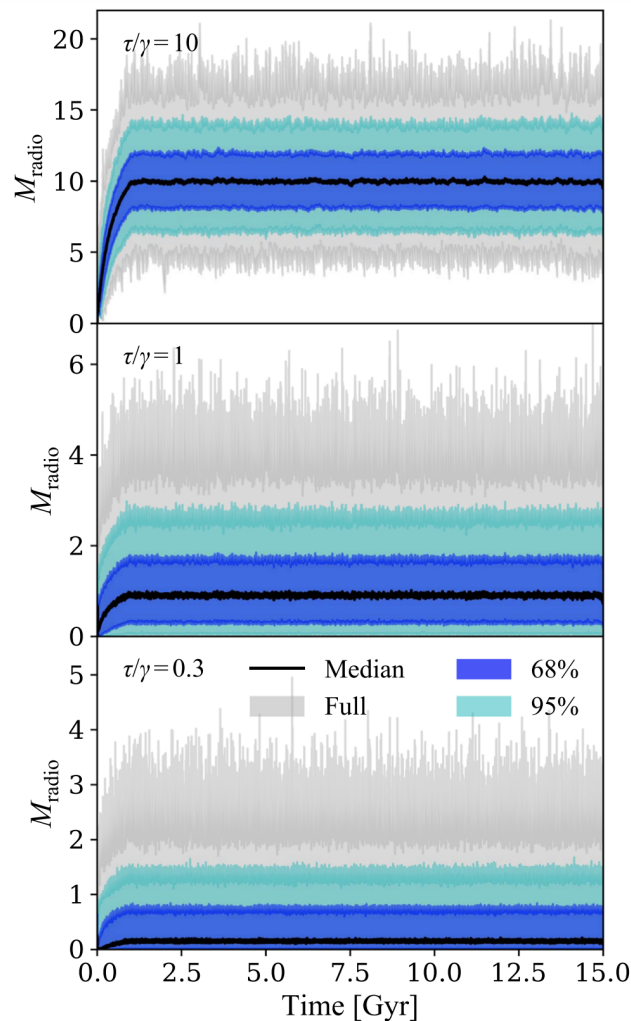 τ/γ = 10
20
15
10
5
0
M_radio
τ/γ = 1
6
4
2
0
M_radio
τ/γ = 0.3
Median
68%
Full
95%
5
4
3
2
1
0
M_radio
0.0 2.5 5.0 7.5 10.0 12.5 15.0
Time [Gyr]